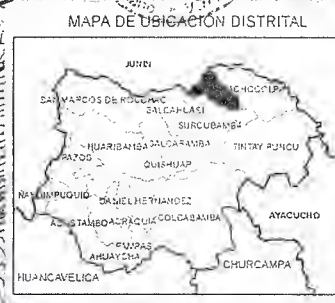 MAPA DE UBICACIÓN DISTRITAL
JUNIN
SAN MARCOS DE ROCCHAC
SALCAHUASI
SURCUBAMBA
HUARIBAMBA
SALCABAMBA
TINTAY PUNCU
PAZOS
QUISHUAR
DANIEL HERNANDEZ
AYACUCHO
ACRAQUIA
COLCABAMBA
PAMPAS
AHUAYCHA
CHURCAMPA
HUANCAVELICA